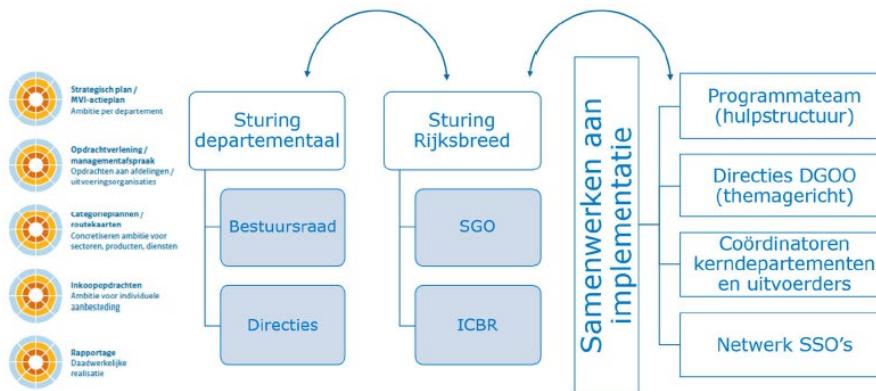 Strategisch plan /
MVI-actieplan
Ambitie per departement
Opdrachtverlening /
managementafspraak
Opdrachten aan afdelingen /
uitvoeringsorganisaties
Categorieplannen /
routekaarten
Concretiseren ambitie voor
sectoren, producten, diensten
Inkoopopdrachten
Ambitie voor individuele
aanbesteding
Rapportage
Daadwerkelijke
realisatie
Sturing
departementaal
Bestuursraad
Directies
Sturing
Rijksbreed
SGO
ICBR
Samenwerken aan
implementatie
Programmateam
(hulpstructuur)
Directies DGOO
(themagericht)
Coördinatoren
kerndepartementen
en uitvoerders
Netwerk SSO's